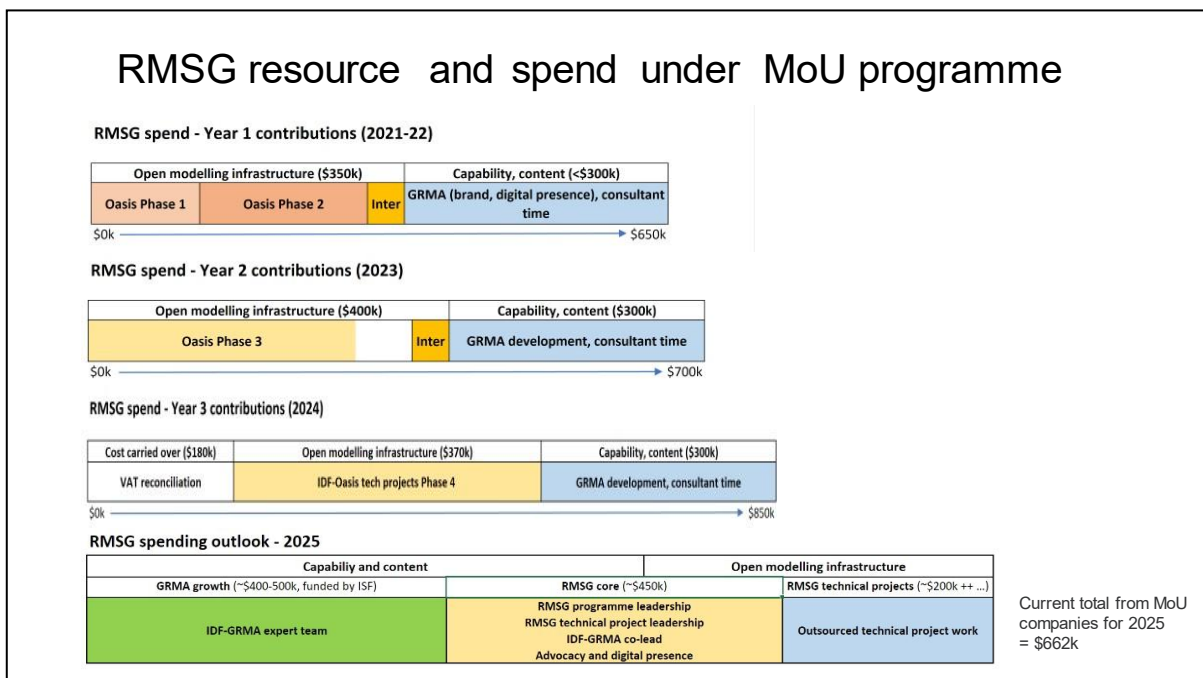 RMSG resource and spend under MoU programme
RMSG spend - Year 1 contributions (2021-22)
Open modelling infrastructure ($350k)
Capability, content (<$300k)
Oasis Phase 1
Oasis Phase 2
Inter
GRMA (brand, digital presence), consultant
time
$0k
$650k
RMSG spend - Year 2 contributions (2023)
Open modelling infrastructure ($400k)
Capability, content ($300k)
Oasis Phase 3
Inter
GRMA development, consultant time
$0k
$700k
RMSG spend - Year 3 contributions (2024)
Cost carried over ($180k)
Open modelling infrastructure ($370k)
Capability, content ($300k)
VAT reconciliation
IDF-Oasis tech projects Phase 4
GRMA development, consultant time
$0k
$850k
RMSG spending outlook - 2025
Capabiliy and content
Open modelling infrastructure
GRMA growth (~$400-500k, funded by ISF)
RMSG core (~$450k)
RMSG technical projects (~$200k ++ ...)
IDF-GRMA expert team
RMSG programme leadership
RMSG technical project leadership
IDF-GRMA co-lead
Advocacy and digital presence
Outsourced technical project work
Current total from MoU
companies for 2025
= $662k